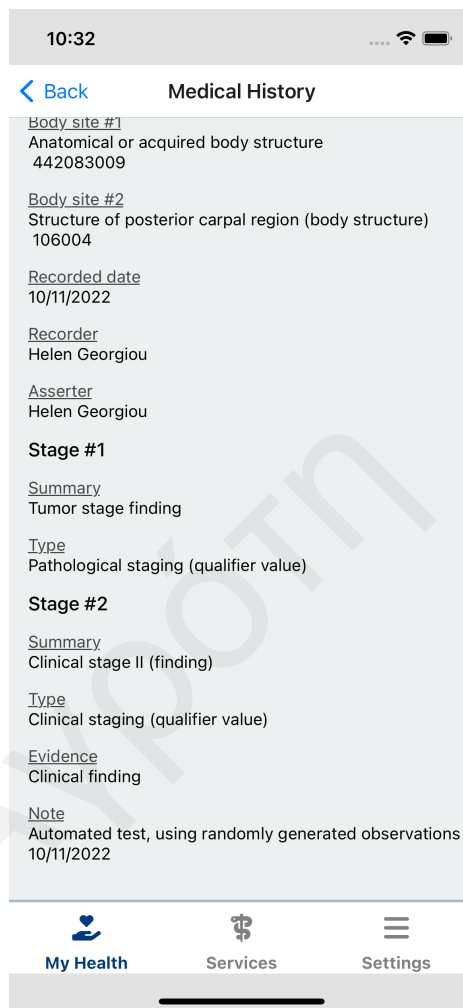 10:32
Back
Medical History
Body site #1
Anatomical or acquired body structure
442083009
Body site #2
Structure of posterior carpal region (body structure)
106004
Recorded date
10/11/2022
Recorder
Helen Georgiou
Asserter
Helen Georgiou
Stage #1
Summary
Tumor stage finding
Type
Pathological staging (qualifier value)
Stage #2
Summary
Clinical stage II (finding)
Type
Clinical staging (qualifier value)
Evidence
Clinical finding
Note
Automated test, using randomly generated observations
10/11/2022
My Health
Services
Settings